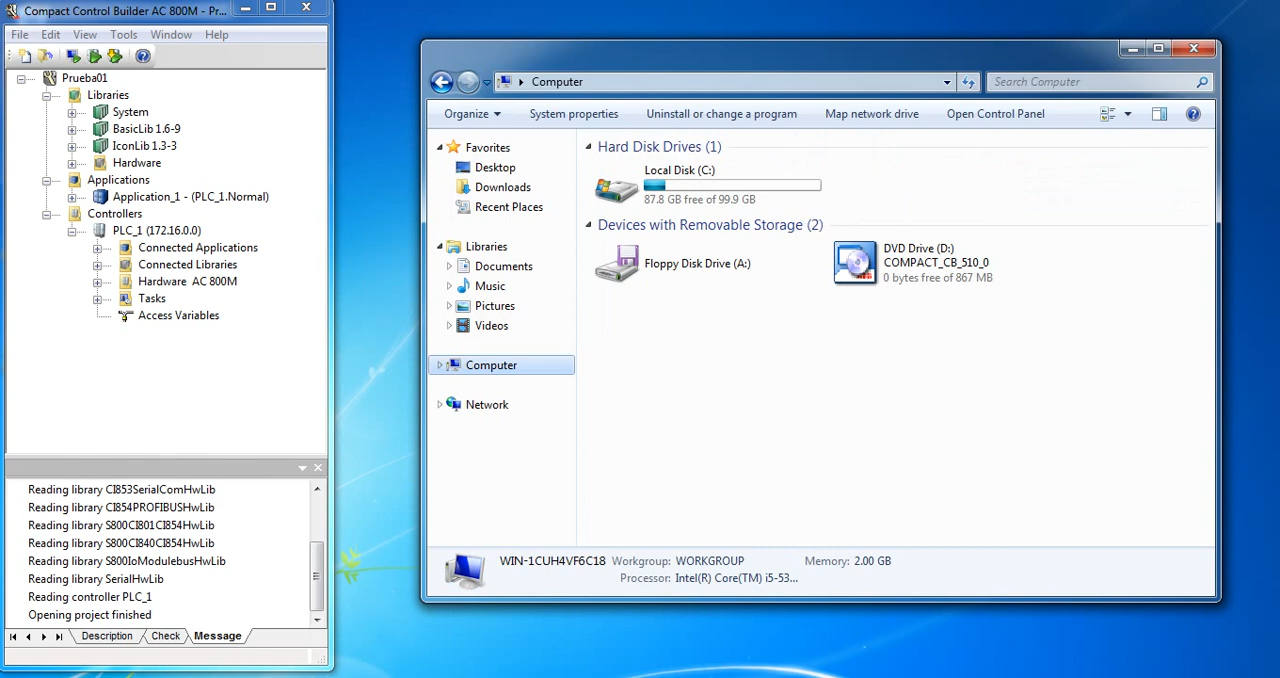 Compact Control Builder AC 800M - Pr...
File Edit View Tools Window Help
Prueba01
Libraries
System
BasicLib 1.6-9
IconLib 1.3-3
Hardware
Applications
Application_1 - (PLC_1.Normal)
Controllers
PLC_1 (172.16.0.0)
Connected Applications
Connected Libraries
Hardware AC 800M
Tasks
Access Variables
Reading library CI853SerialComHwLib
Reading library CI854PROFIBUSHwLib
Reading library S800CI801CI854HwLib
Reading library S800CI840CI854HwLib
Reading library S800IoModulebusHwLib
Reading library SerialHwLib
Reading controller PLC_1
Opening project finished
Description Check Message
Computer
Search Computer
Organize System properties Uninstall or change a program Map network drive Open Control Panel
Favorites
Desktop
Downloads
Recent Places
Libraries
Documents
Music
Pictures
Videos
Computer
Network
Hard Disk Drives (1)
Local Disk (C:)
87.8 GB free of 99.9 GB
Devices with Removable Storage (2)
Floppy Disk Drive (A:)
DVD Drive (D:)
COMPACT_CB_510_0
0 bytes free of 867 MB
WIN-1CUH4VF6C18 Workgroup: WORKGROUP Memory: 2.00 GB
Processor: Intel(R) Core(TM) i5-53...